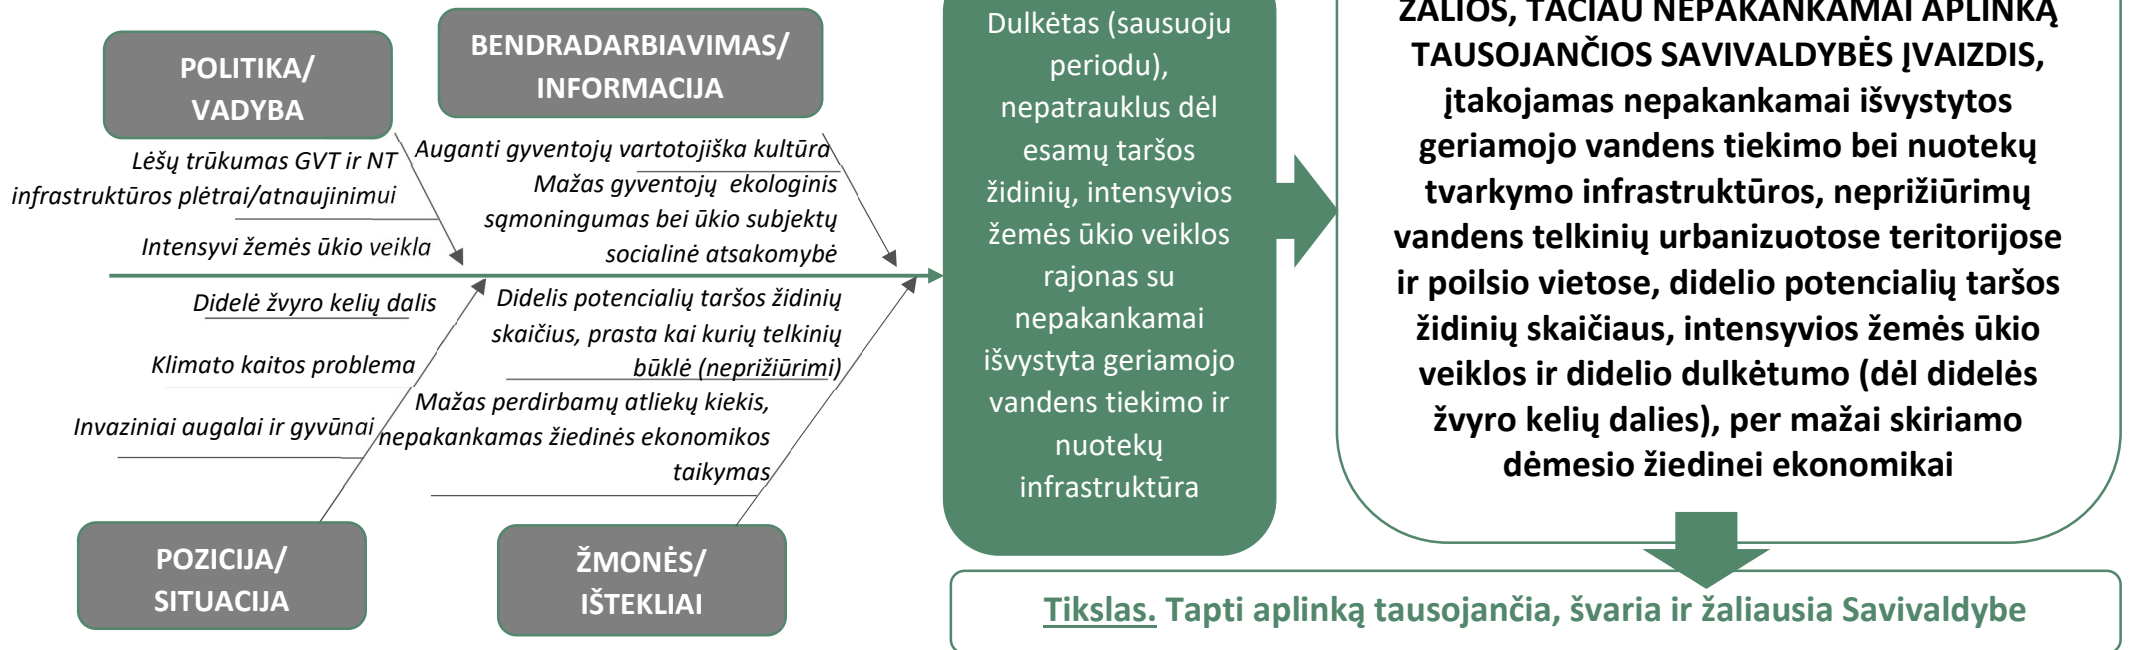 POLITIKA/
VADYBA
BENDRADARBIAVIMAS/
INFORMACIJA
Lėšų trūkumas GVT ir NT
infrastruktūros plėtrai/atnaujinimui
Intensyvi žemės ūkio veikla
Auganti gyventojų vartotojiška kultūra
Mažas gyventojų ekologinis
sąmoningumas bei ūkio subjektų
socialinė atsakomybė
Didelė žvyro kelių dalis
Klimato kaitos problema
Invaziniai augalai ir gyvūnai
Didelis potencialių taršos židinių
skaičius, prasta kai kurių telkinių
būklė (neprižiūrimi)
Mažas perdirbamų atliekų kiekis,
nepakankamas žiedinės ekonomikos
taikymas
POZICIJA/
SITUACIJA
ŽMONĖS/
IŠTEKLIAI
Dulkėtas (sausuoju
periodu),
nepatrauklus dėl
esamų taršos
židinių, intensyvios
žemės ūkio veiklos
rajonas su
nepakankamai
išvystyta geriamojo
vandens tiekimo ir
nuotekų
infrastruktūra
ŽALIOS, TAČIAU NEPAKANKAMAI APLINKĄ
TAUSOJANČIOS SAVIVALDYBĖS ĮVAIZDIS,
įtakojamas nepakankamai išvystytos
geriamojo vandens tiekimo bei nuotekų
tvarkymo infrastruktūros, neprižiūrimų
vandens telkinių urbanizuotose teritorijose
ir poilsio vietose, didelio potencialių taršos
židinių skaičiaus, intensyvios žemės ūkio
veiklos ir didelio dulkėtumo (dėl didelės
žvyro kelių dalies), per mažai skiriamo
dėmesio žiedinei ekonomikai
Tikslas. Tapti aplinką tausojančia, švaria ir žaliausia Savivaldybe